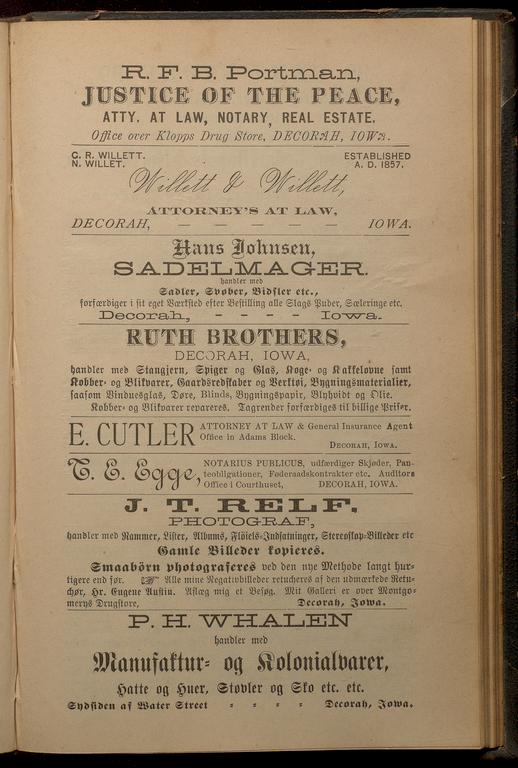 R. F. B. Portman,
JUSTICE OF THE PEACE,
ATTY. AT LAW, NOTARY, REAL ESTATE.
Office over Klopps Drug Store, DECORAH, IOWA.
C. R. WILLETT. ESTABLISHED
N. WILLET. A. D. 1857.
Willett & Willett,
ATTORNEY'S AT LAW,
DECORAH, — — — — — IOWA.
Hans Johnsen,
SADELMAGER.
handler med
Sadler, Svøber, Bidsler etc.,
forfærdiger i sit eget Værksted efter Bestilling alle Slags Puder, Sæleringe etc.
Decorah, - - - - Iowa.
RUTH BROTHERS,
DECORAH, IOWA,
handler med Stangjern, Spiger og Glas, Koge- og Kakkelovne samt
Kobber- og Blikvarer, Gaardsredskaber og Verktøi, Bygningsmaterialier,
saasom Vinduesglas, Døre, Blinds, Bygningspapir, Blyhvidt og Olie.
Kobber- og Blikvarer repareres. Tagrender forfærdiges til billige Priser.
E. CUTLER ATTORNEY AT LAW & General Insurance Agent
Office in Adams Block.
DECORAH, IOWA.
T. E. Egge, NOTARIUS PUBLICUS, udfærdiger Skjøder, Pan-
teobligationer, Føderaadskontrakter etc. Auditors
Office i Courthuset, DECORAH, IOWA.
J. T. RELF,
PHOTOGRAF,
handler med Rammer, Lister, Albums, Fløiels-Indfatninger, Stereoskop-Billeder etc
Gamle Billeder kopieres.
Smaabörn photograferes ved den nye Methode langt hur-
tigere end før. ☞ Alle mine Negativbilleder retucheres af den udmærkede Retu-
chør, Hr. Eugene Austin. Aflæg mig et Besøg. Mit Galleri er over Montgo-
merys Drugstore, Decorah, Iowa.
P. H. WHALEN
handler med
Manufaktur- og Kolonialvarer,
Hatte og Huer, Støvler og Sko etc. etc.
Sydsiden af Water Street - - - - Decorah, Iowa.